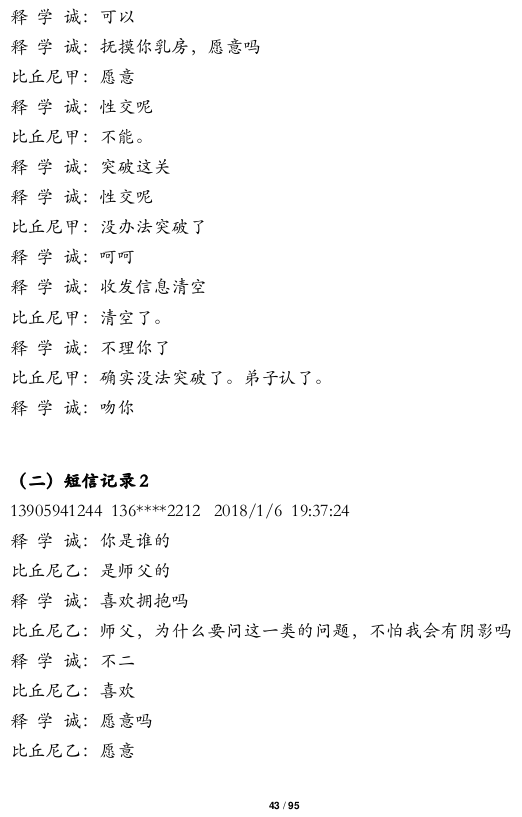 释 学 诚：可以
释 学 诚：抚摸你乳房，愿意吗
比丘尼甲：愿意
释 学 诚：性交呢
比丘尼甲：不能。
释 学 诚：突破这关
释 学 诚：性交呢
比丘尼甲：没办法突破了
释 学 诚：呵呵
释 学 诚：收发信息清空
比丘尼甲：清空了。
释 学 诚：不理你了
比丘尼甲：确实没法突破了。弟子认了。
释 学 诚：吻你
（二）短信记录2
13905941244 136****2212 2018/1/6 19:37:24
释 学 诚：你是谁的
比丘尼乙：是师父的
释 学 诚：喜欢拥抱吗
比丘尼乙：师父，为什么要问这一类的问题，不怕我会有阴影吗
释 学 诚：不二
比丘尼乙：喜欢
释 学 诚：愿意吗
比丘尼乙：愿意
43 / 95